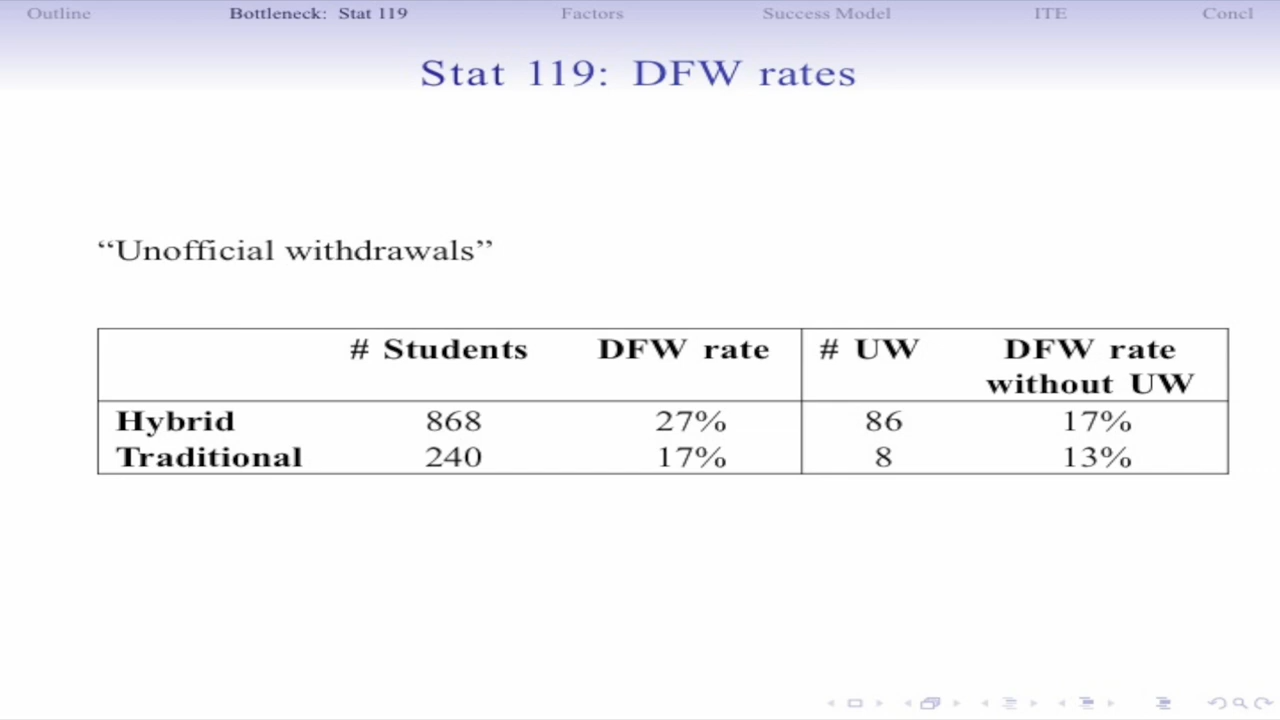 Outline Bottleneck: Stat 119 Factors Success Model ITE Concl
Stat 119: DFW rates
“Unofficial withdrawals”
# Students DFW rate # UW DFW rate
without UW
Hybrid 868 27% 86 17%
Traditional 240 17% 8 13%